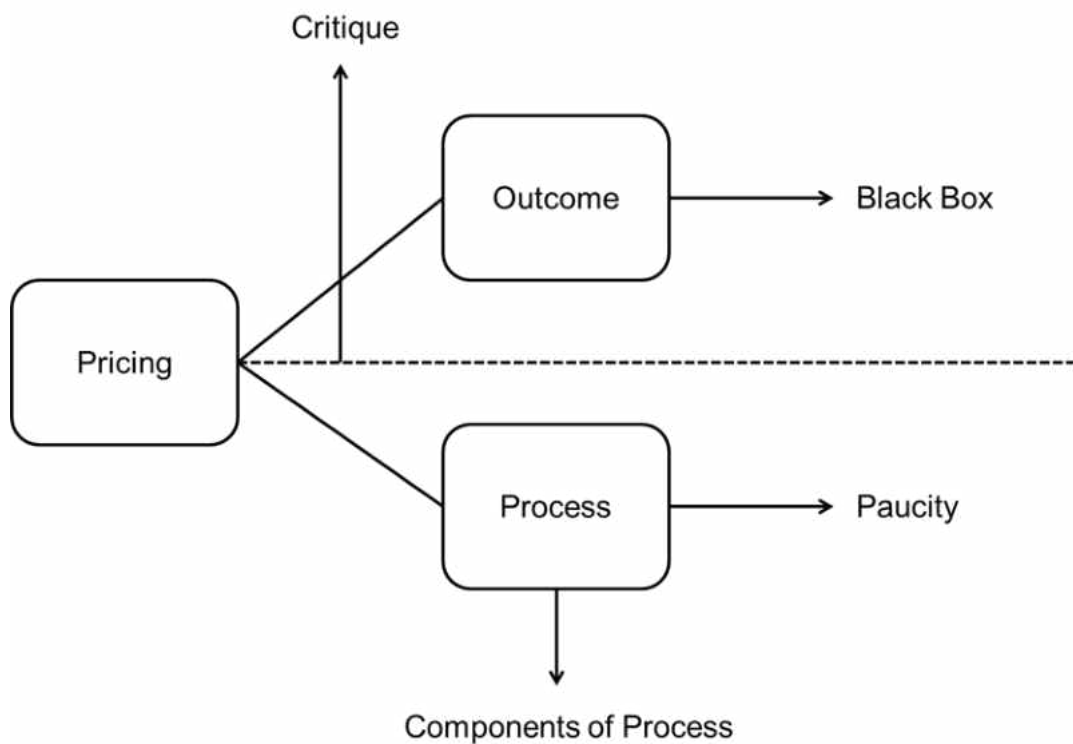 Critique
Outcome
Black Box
Pricing
Process
Paucity
Components of Process